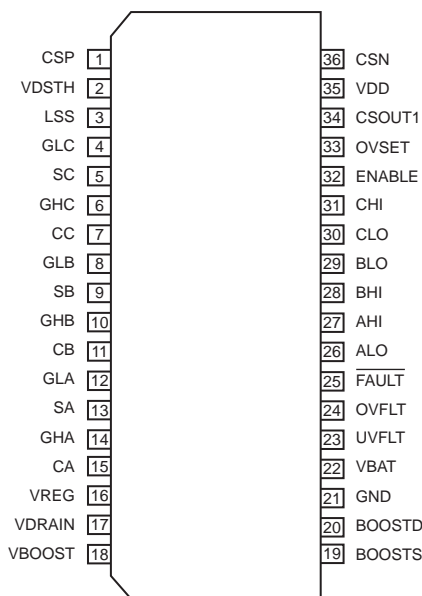 CSP 1 36 CSN
VDSTH 2 35 VDD
LSS 3 34 CSOUT1
GLC 4 33 OVSET
SC 5 32 ENABLE
GHC 6 31 CHI
CC 7 30 CLO
GLB 8 29 BLO
SB 9 28 BHI
GHB 10 27 AHI
CB 11 26 ALO
GLA 12 25 FAULT
SA 13 24 OVFLT
GHA 14 23 UVFLT
CA 15 22 VBAT
VREG 16 21 GND
VDRAIN 17 20 BOOSTD
VBOOST 18 19 BOOSTS